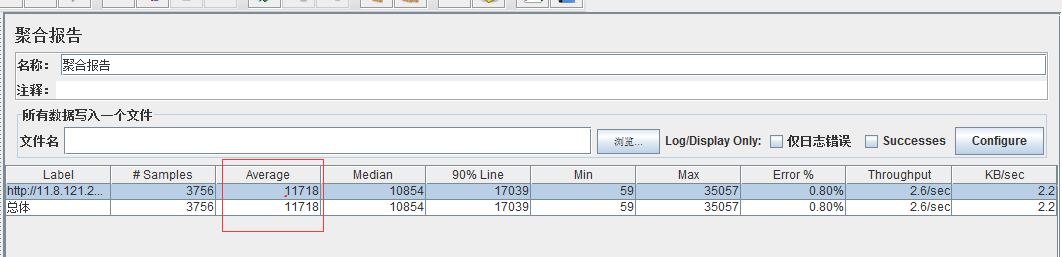 聚合报告
名称： 聚合报告
注释：
所有数据写入一个文件
文件名 浏览... Log/Display Only: 仅日志错误 Successes Configure
Label # Samples Average Median 90% Line Min Max Error % Throughput KB/sec
http://11.8.121.2... 3756 11718 10854 17039 59 35057 0.80% 2.6/sec 2.2
总体 3756 11718 10854 17039 59 35057 0.80% 2.6/sec 2.2